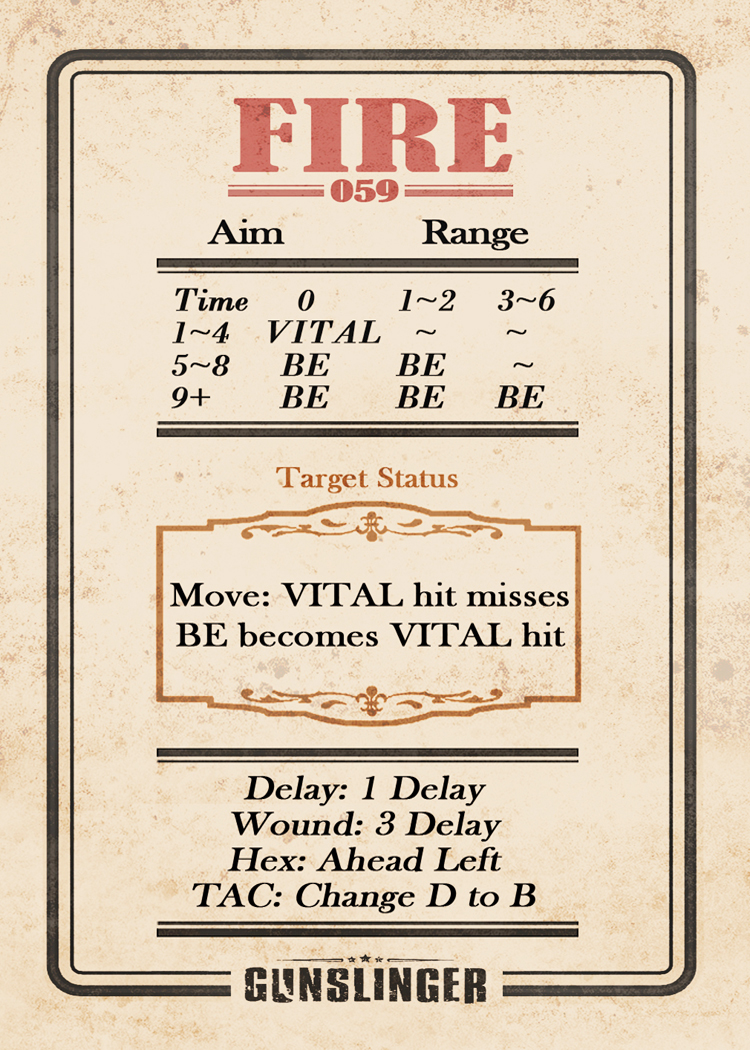 FIRE
059
Aim Range
Time 0 1~2 3~6
1~4 VITAL ~ ~
5~8 BE BE ~
9+ BE BE BE
Target Status
Move: VITAL hit misses
BE becomes VITAL hit
Delay: 1 Delay
Wound: 3 Delay
Hex: Ahead Left
TAC: Change D to B
GUNSLINGER